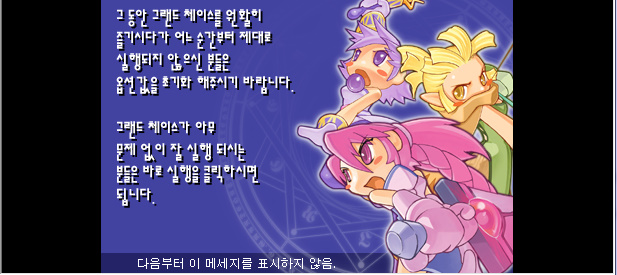 그 동안 그랜드 체이스를 원활히
즐기시다가 어느 순간부터 제대로
실행되지 않으신 분들은
옵션 값을 초기화 해주시기 바랍니다.
그랜드 체이스가 아무
문제 없이 잘 실행 되시는
분들은 바로 실행을 클릭하시면
됩니다.
다음부터 이 메세지를 표시하지 않음.